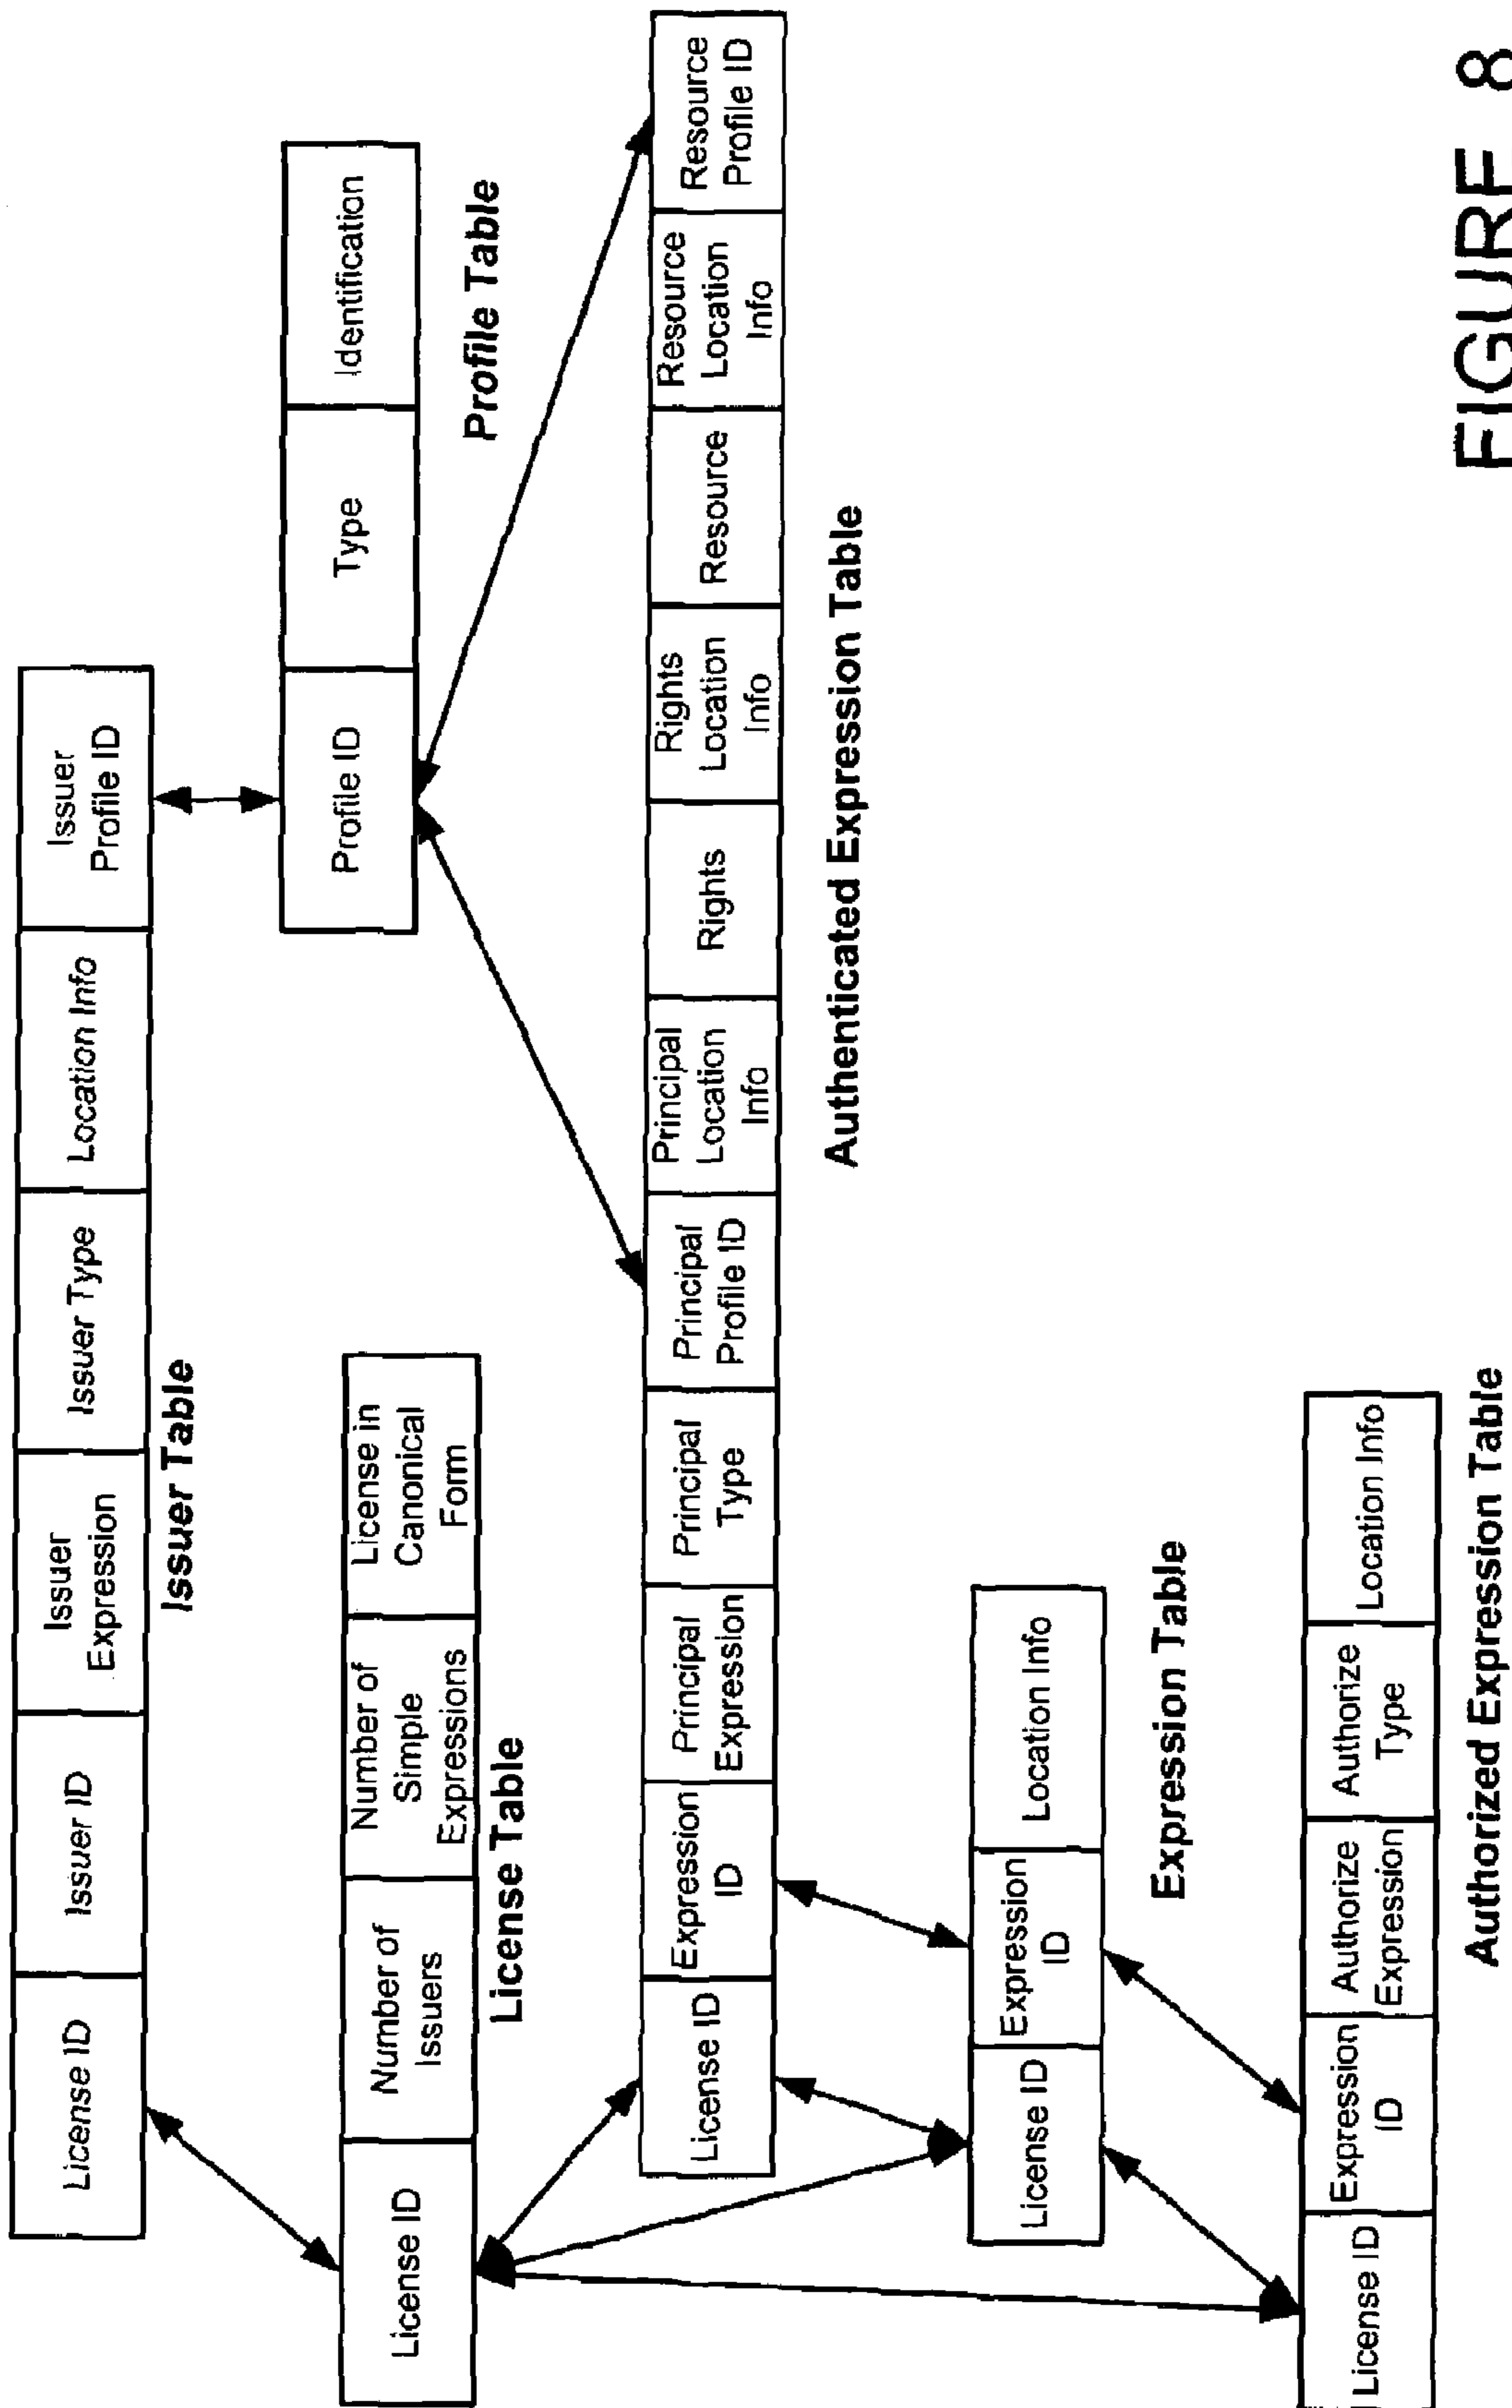 License ID
Issuer ID
Issuer
Expression
Issuer Type
Location Info
Issuer
Profile ID
Issuer Table
License ID
Number of
Issuers
Number of
Simple
Expressions
License in
Canonical
Form
License Table
Profile ID
Type
Identification
Profile Table
License ID
Expression
ID
Principal
Expression
Principal
Type
Principal
Profile ID
Principal
Location
Info
Rights
Rights
Location
Info
Resource
Resource
Location
Info
Resource
Profile ID
Authenticated Expression Table
License ID
Expression
ID
Location Info
Expression Table
License ID
Expression
ID
Authorize
Expression
Authorize
Type
Location Info
Authorized Expression Table
FIGURE 8